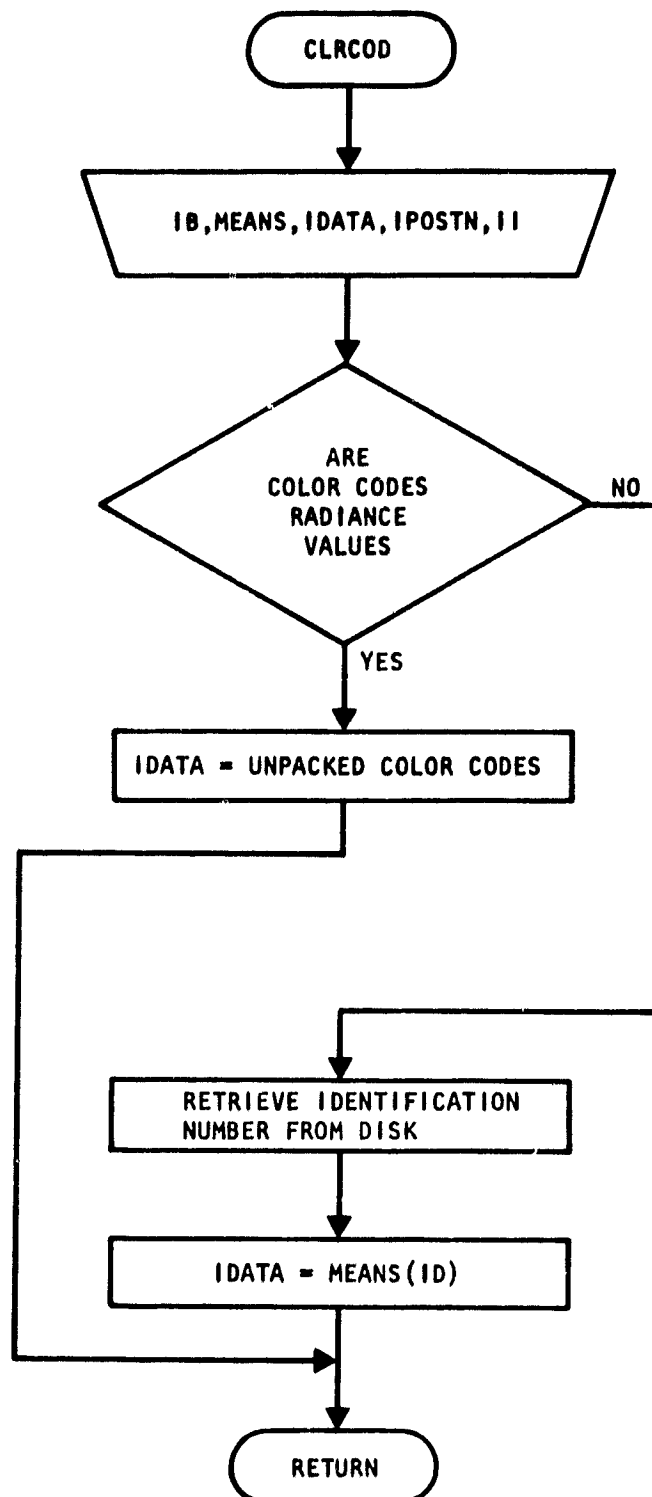 CLRCOD
IB,MEANS,IDATA,IPOSTN,II
ARE
COLOR CODES
RADIANCE
VALUES
NO
YES
IDATA = UNPACKED COLOR CODES
RETRIEVE IDENTIFICATION
NUMBER FROM DISK
IDATA = MEANS(ID)
RETURN